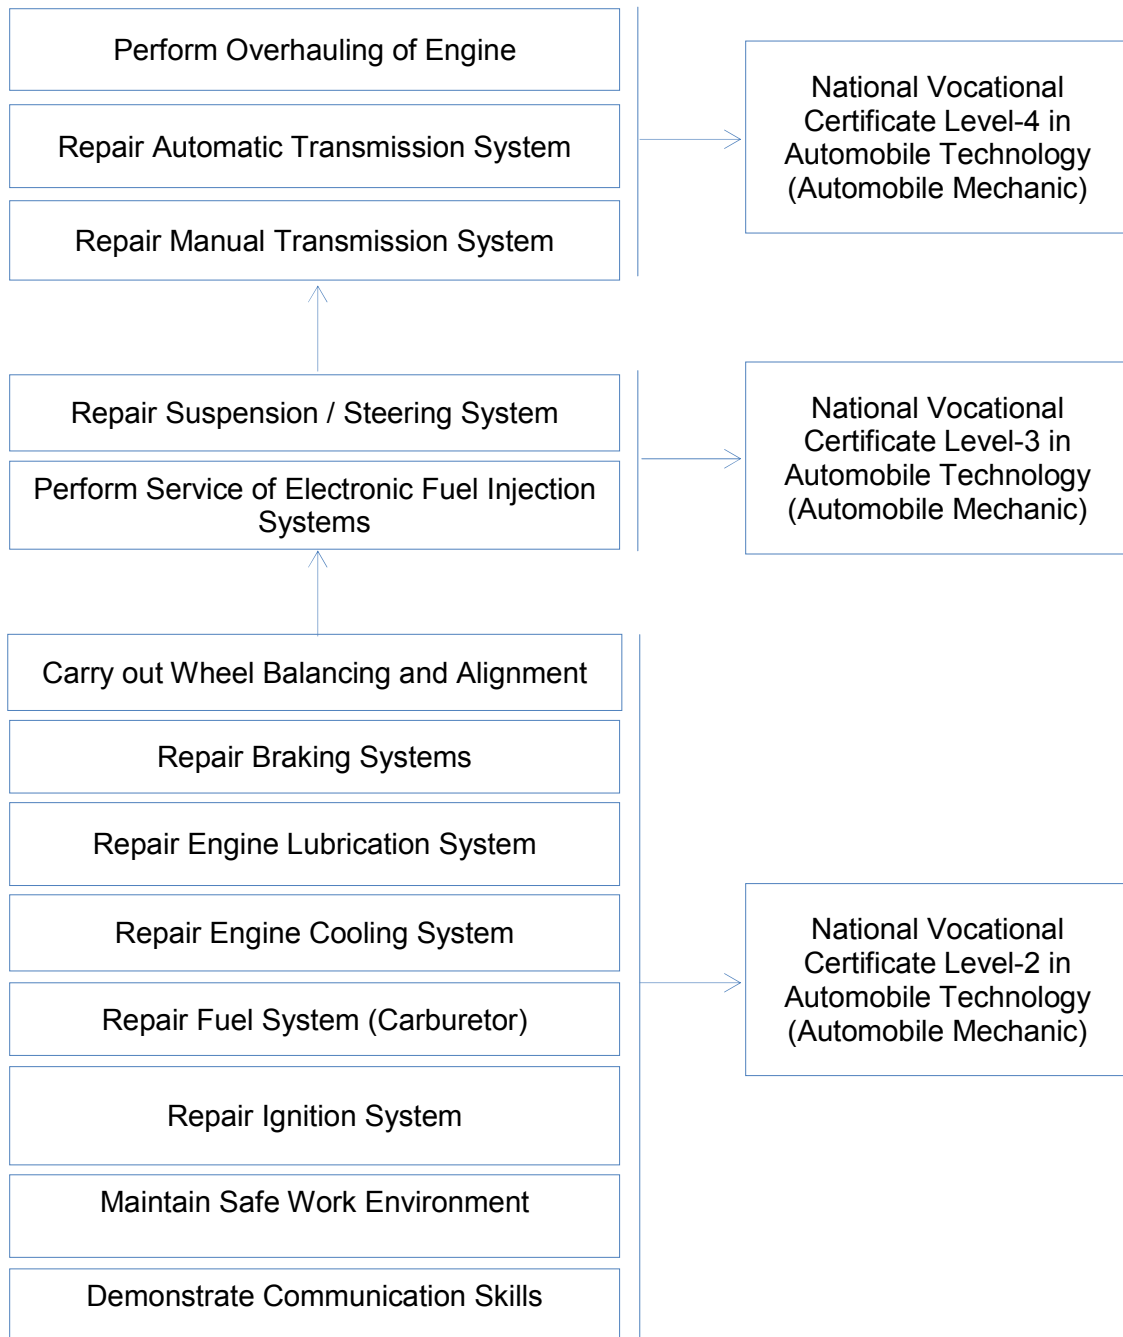 Perform Overhauling of Engine
Repair Automatic Transmission System
Repair Manual Transmission System
National Vocational
Certificate Level-4 in
Automobile Technology
(Automobile Mechanic)
Repair Suspension / Steering System
Perform Service of Electronic Fuel Injection
Systems
National Vocational
Certificate Level-3 in
Automobile Technology
(Automobile Mechanic)
Carry out Wheel Balancing and Alignment
Repair Braking Systems
Repair Engine Lubrication System
Repair Engine Cooling System
Repair Fuel System (Carburetor)
Repair Ignition System
Maintain Safe Work Environment
Demonstrate Communication Skills
National Vocational
Certificate Level-2 in
Automobile Technology
(Automobile Mechanic)